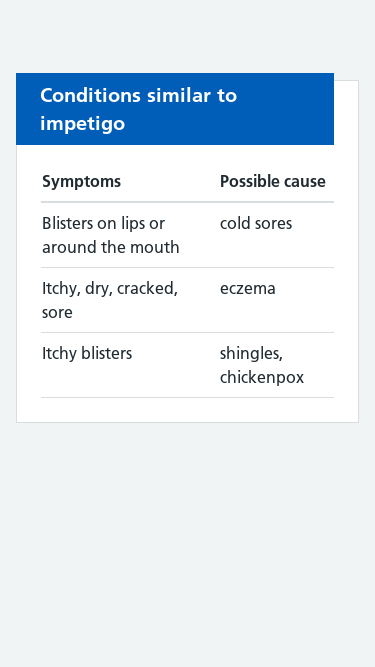 Conditions similar to
impetigo
Symptoms Possible cause
Blisters on lips or cold sores
around the mouth
Itchy, dry, cracked, eczema
sore
Itchy blisters shingles,
chickenpox